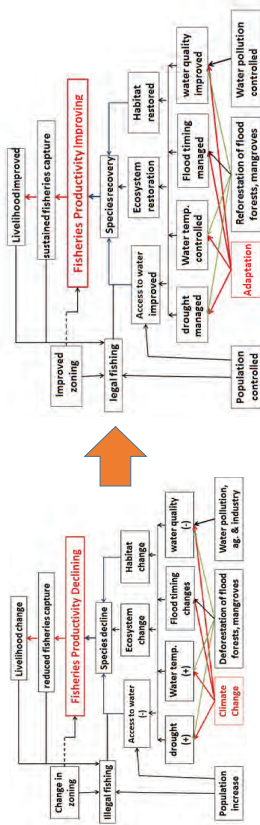 Livelihood change
reduced fisheries capture
Fisheries Productivity Declining
Change in
zoning
Illegal fishing
Species decline
Access to water
(-)
Ecosystem
change
Habitat
change
drought
(+)
Water temp.
(+)
Flood timing
changes
water quality
(-)
Population
increase
Climate
Change
Deforestation of flood
forests, mangroves
Water pollution,
ag. & industry
Livelihood improved
sustained fisheries capture
Fisheries Productivity Improving
Improved
zoning
legal fishing
Species recovery
Access to water
improved
Ecosystem
restoration
Habitat
restored
drought
managed
Water temp.
controlled
Flood timing
managed
water quality
improved
Population
controlled
Adaptation
Reforestation of flood
forests, mangroves
Water pollution
controlled